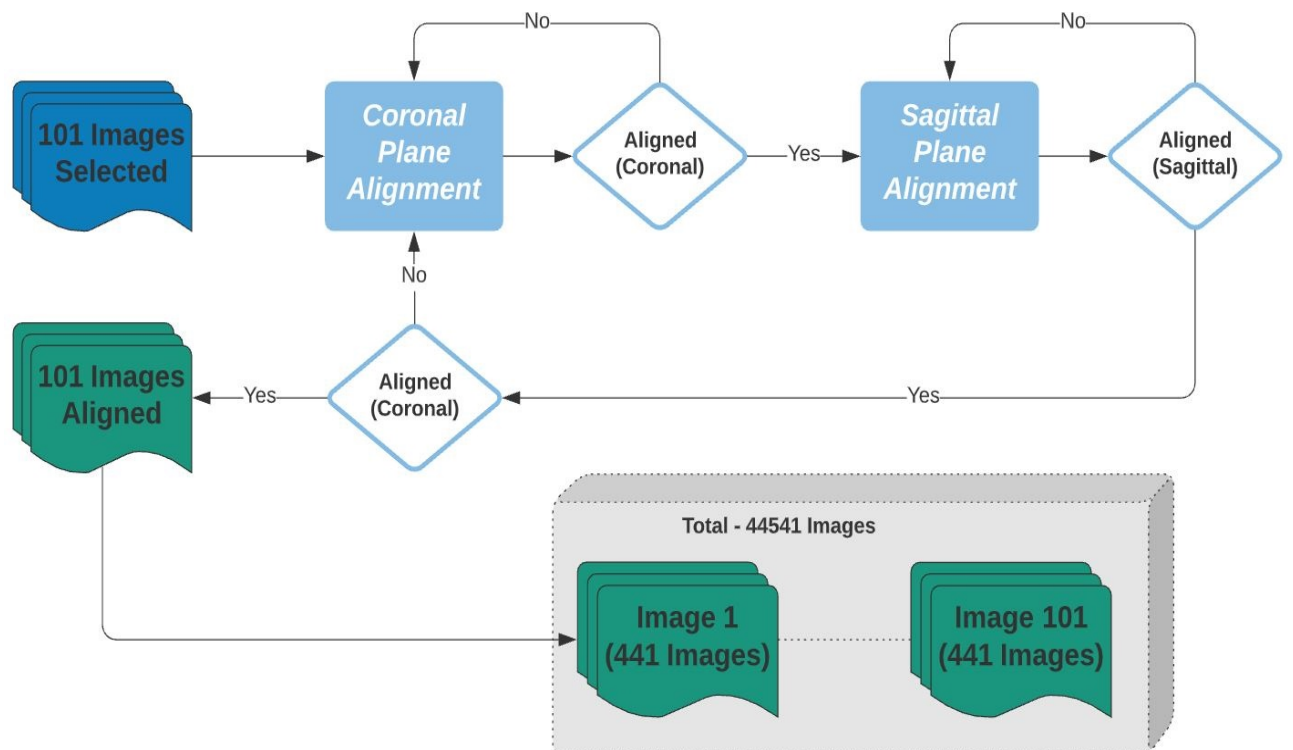 No
No
101 Images
Selected
Coronal
Plane
Alignment
Aligned
(Coronal)
Yes
Sagittal
Plane
Alignment
Aligned
(Sagittal)
No
101 Images
Aligned
Yes
Aligned
(Coronal)
Yes
Total - 44541 Images
Image 1
(441 Images)
Image 101
(441 Images)